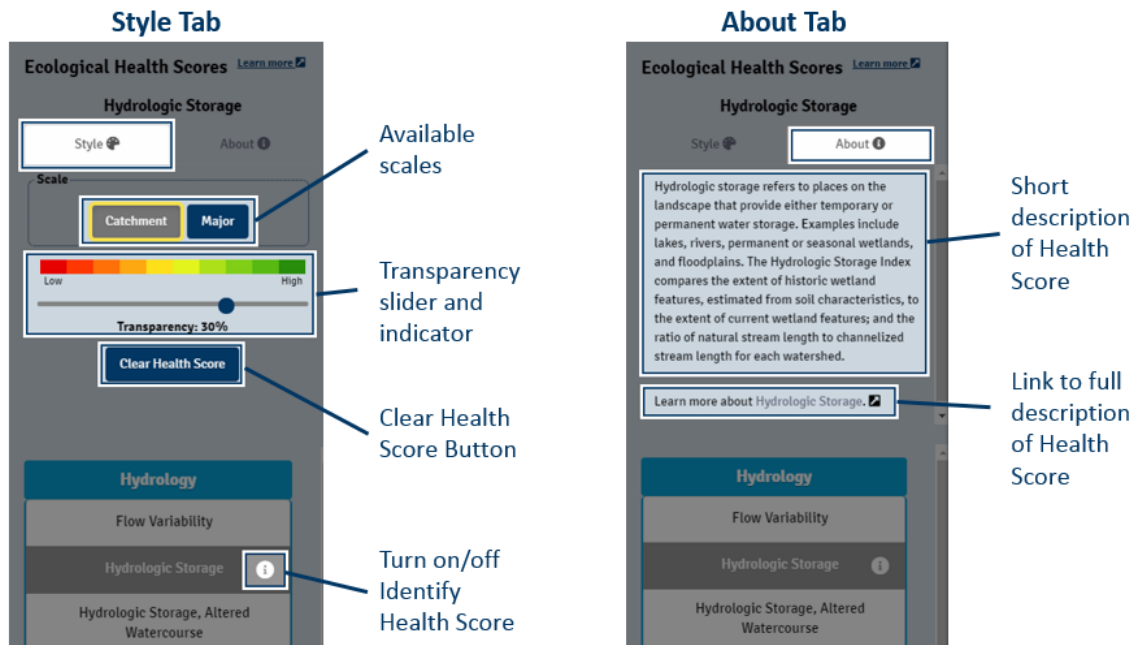 Style Tab
Ecological Health Scores Learn more
Hydrologic Storage
Style
About
Scale
Catchment
Major
Low
High
Transparency: 30%
Clear Health Score
Hydrology
Flow Variability
Hydrologic Storage
Hydrologic Storage, Altered
Watercourse
Available
scales
Transparency
slider and
indicator
Clear Health
Score Button
Turn on/off
Identify
Health Score
About Tab
Ecological Health Scores Learn more
Hydrologic Storage
Style
About
Hydrologic storage refers to places on the
landscape that provide either temporary or
permanent water storage. Examples include
lakes, rivers, permanent or seasonal wetlands,
and floodplains. The Hydrologic Storage Index
compares the extent of historic wetland
features, estimated from soil characteristics, to
the extent of current wetland features; and the
ratio of natural stream length to channelized
stream length for each watershed.
Learn more about Hydrologic Storage.
Hydrology
Flow Variability
Hydrologic Storage
Hydrologic Storage, Altered
Watercourse
Short
description
of Health
Score
Link to full
description
of Health
Score